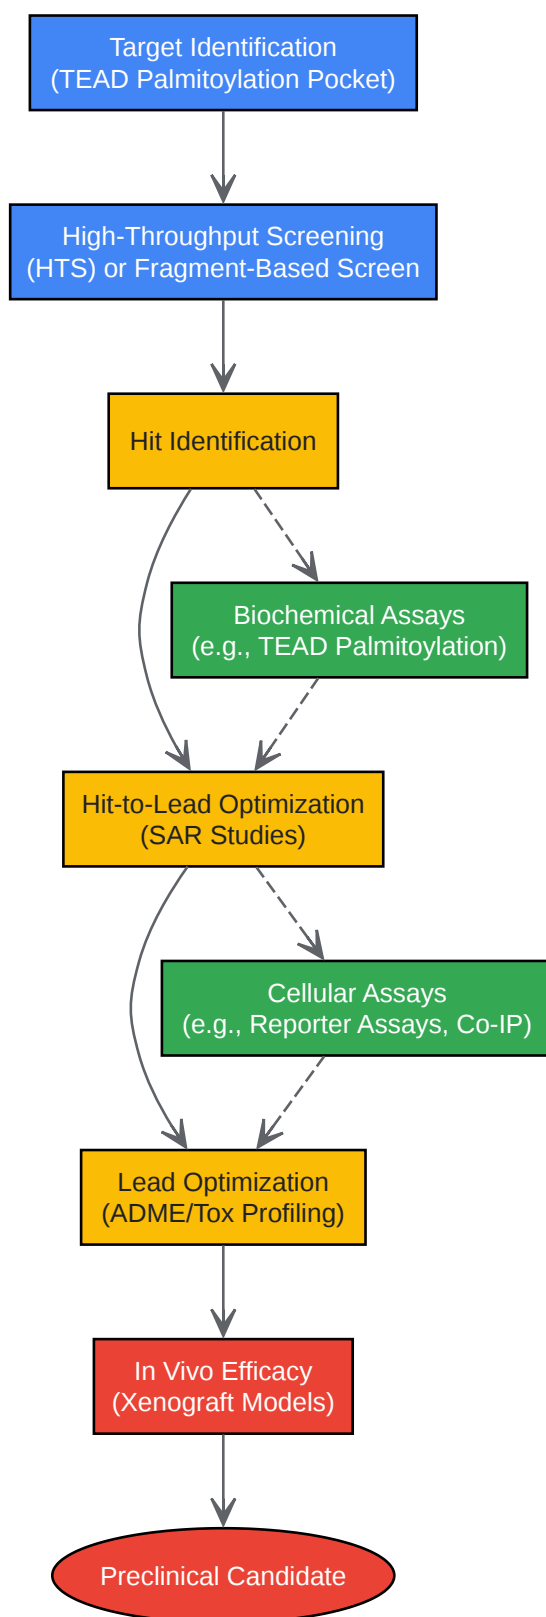 Target Identification
(TEAD Palmitoylation Pocket)
High-Throughput Screening
(HTS) or Fragment-Based Screen
Hit Identification
Biochemical Assays
(e.g., TEAD Palmitoylation)
Hit-to-Lead Optimization
(SAR Studies)
Cellular Assays
(e.g., Reporter Assays, Co-IP)
Lead Optimization
(ADME/Tox Profiling)
In Vivo Efficacy
(Xenograft Models)
Preclinical Candidate